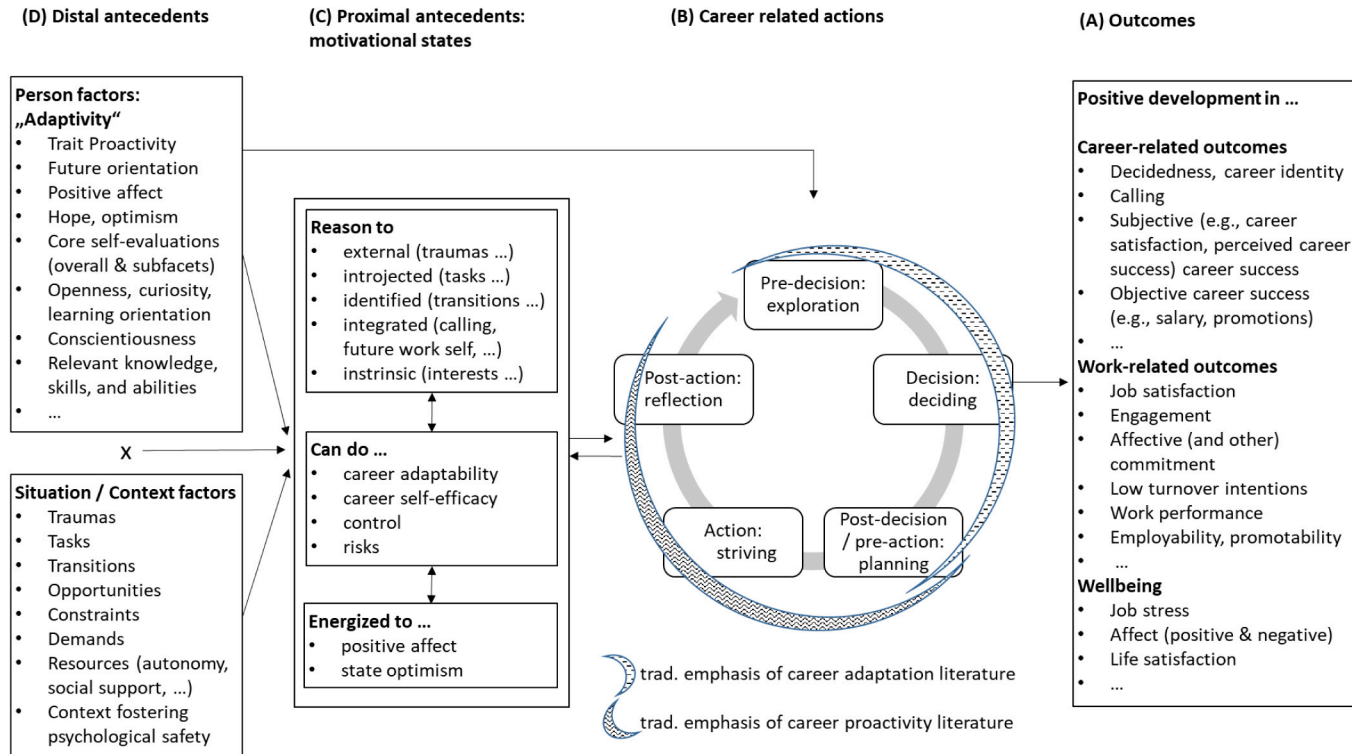 (D) Distal antecedents
(C) Proximal antecedents:
motivational states
(B) Career related actions
(A) Outcomes
Person factors:
„Adaptivity“
• Trait Proactivity
• Future orientation
• Positive affect
• Hope, optimism
• Core self-evaluations
(overall & subfacets)
• Openness, curiosity,
learning orientation
• Conscientiousness
• Relevant knowledge,
skills, and abilities
• ...
X
Situation / Context factors
• Traumas
• Tasks
• Transitions
• Opportunities
• Constraints
• Demands
• Resources (autonomy,
social support, ...)
• Context fostering
psychological safety
Reason to
• external (traumas ...)
• introjected (tasks ...)
• identified (transitions ...)
• integrated (calling,
future work self, ...)
• instrinsic (interests ...)
Can do ...
• career adaptability
• career self-efficacy
• control
• risks
Energized to ...
• positive affect
• state optimism
Pre-decision:
exploration
Decision:
deciding
Post-decision
/ pre-action:
planning
Action:
striving
Post-action:
reflection
trad. emphasis of career adaptation literature
trad. emphasis of career proactivity literature
Positive development in ...
Career-related outcomes
• Decidedness, career identity
• Calling
• Subjective (e.g., career
satisfaction, perceived career
success) career success
• Objective career success
(e.g., salary, promotions)
• ...
Work-related outcomes
• Job satisfaction
• Engagement
• Affective (and other)
commitment
• Low turnover intentions
• Work performance
• Employability, promotability
• ...
Wellbeing
• Job stress
• Affect (positive & negative)
• Life satisfaction
• ...